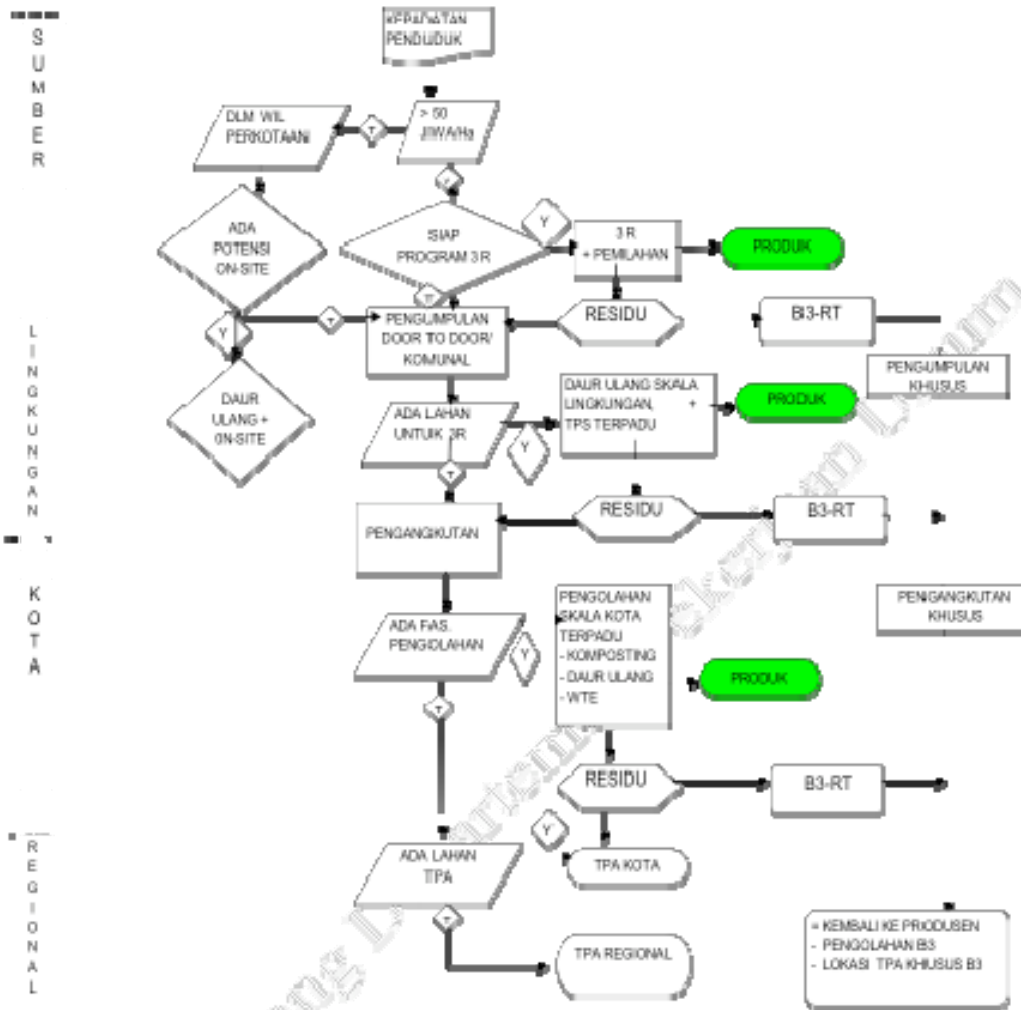 SUMBER
KEPADATAN
PENDUDUK
DLM WIL
PERKOTAAN
T
> 50
JIWA/Ha
Y
ADA
POTENSI
ON-SITE
SIAP
PROGRAM 3 R
Y
3 R
+ PEMILAHAN
PRODUK
T
LINGKUNGAN
Y
T
PENGUMPULAN
DOOR TO DOOR/
KOMUNAL
RESIDU
B3-RT
PENGUMPULAN
KHUSUS
DAUR
ULANG +
ON-SITE
ADA LAHAN
UNTUK 3R
Y
DAUR ULANG SKALA
LINGKUNGAN, +
TPS TERPADU
PRODUK
T
PENGANGKUTAN
RESIDU
B3-RT
KOTA
ADA FAS.
PENGOLAHAN
Y
PENGOLAHAN
SKALA KOTA
TERPADU
- KOMPOSTING
- DAUR ULANG
- WTE
PRODUK
PENGANGKUTAN
KHUSUS
T
RESIDU
B3-RT
REGIONAL
ADA LAHAN
TPA
Y
TPA KOTA
T
TPA REGIONAL
= KEMBALI KE PRODUSEN
- PENGOLAHAN B3
- LOKASI TPA KHUSUS B3